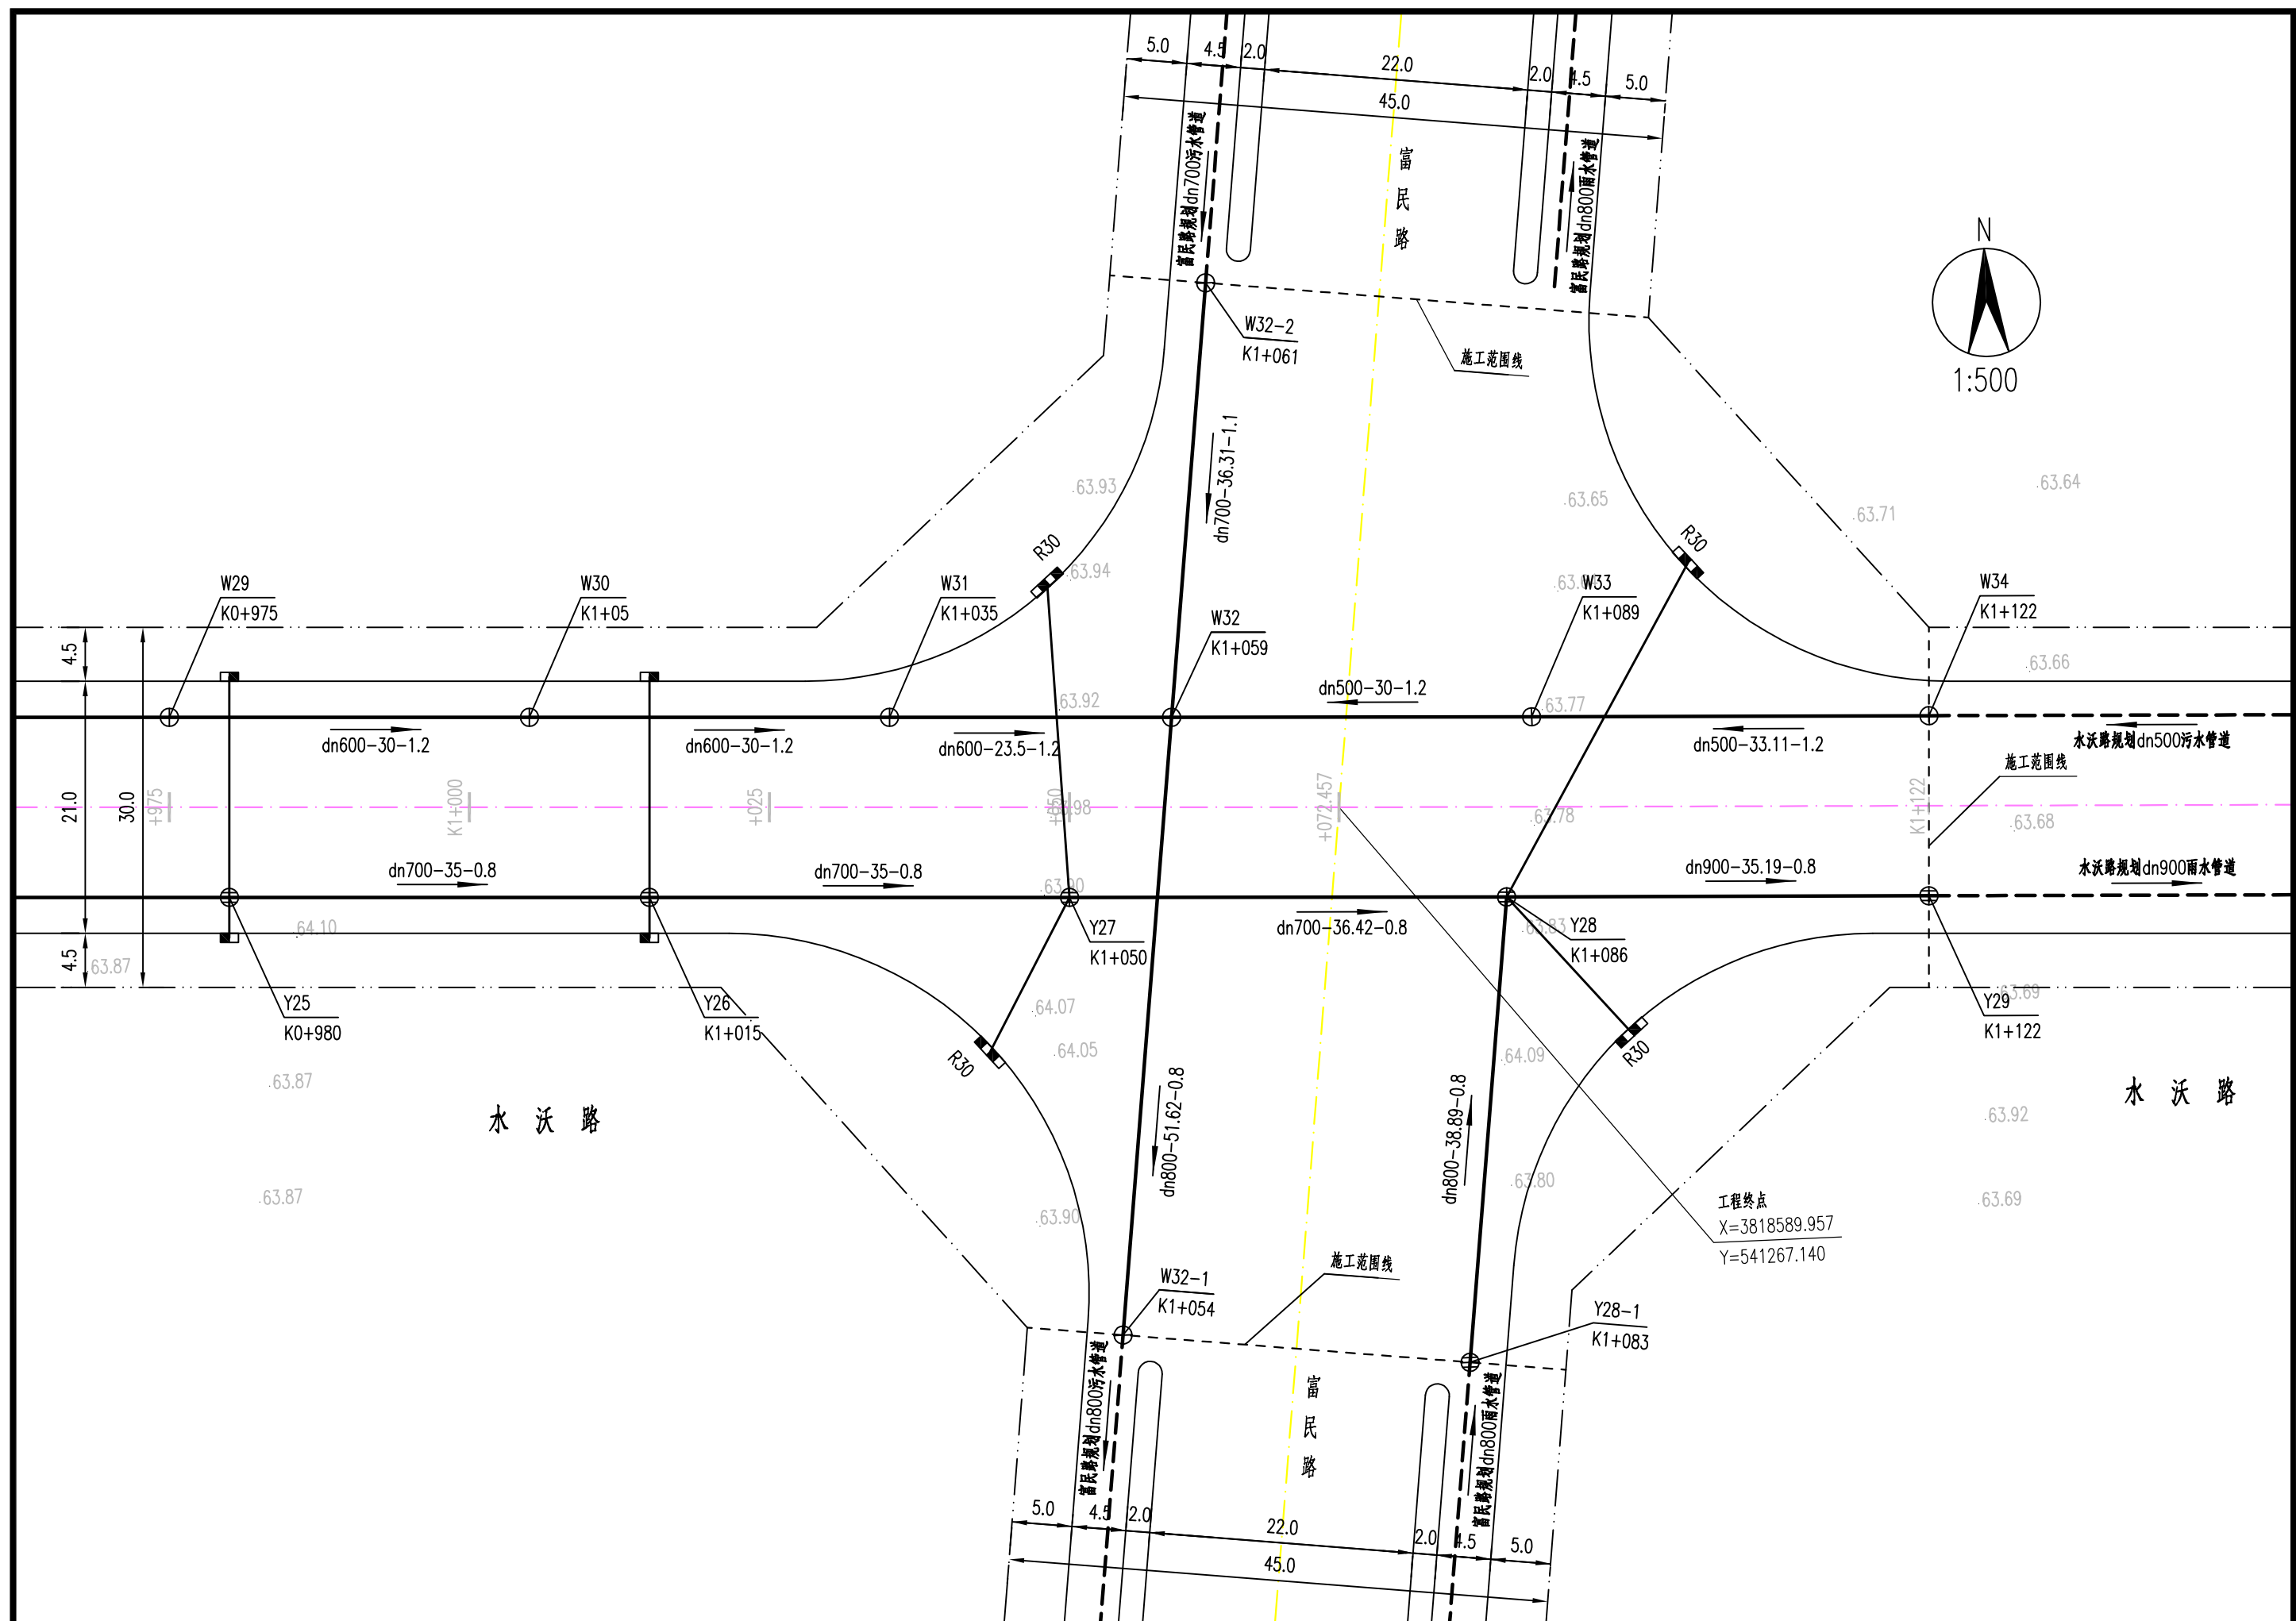 5.0
4.5
2.0
22.0
2.0
4.5
5.0
45.0
富民路规划dn700污水管道
富民路
富民路规划dn800雨水管道
N
1:500
W32-2
K1+061
施工范围线
dn700-36.31-1.1
63.93
63.65
63.64
63.71
R30
R30
63.94
W29
K0+975
W30
K1+05
W31
K1+035
W32
K1+059
W33
K1+089
W34
K1+122
4.5
63.66
63.92
dn500-30-1.2
63.77
dn600-30-1.2
dn600-30-1.2
dn600-23.5-1.2
dn500-33.11-1.2
水沃路规划dn500污水管道
施工范围线
21.0
30.0
+975
K1+000
+025
63.98
+072.457
63.78
K1+122
63.68
dn700-35-0.8
dn700-35-0.8
63.90
dn900-35.19-0.8
水沃路规划dn900雨水管道
dn700-36.42-0.8
64.10
63.83
4.5
63.87
Y27
K1+050
Y28
K1+086
Y25
K0+980
Y26
K1+015
64.07
63.69
Y29
K1+122
64.05
64.09
R30
R30
63.87
水沃路
水沃路
63.92
dn800-51.62-0.8
dn800-38.89-0.8
63.87
63.90
63.80
63.69
工程终点
X=3818589.957
Y=541267.140
施工范围线
W32-1
K1+054
Y28-1
K1+083
富民路规划dn800污水管道
富民路
富民路规划dn800雨水管道
5.0
4.5
2.0
22.0
2.0
4.5
5.0
45.0